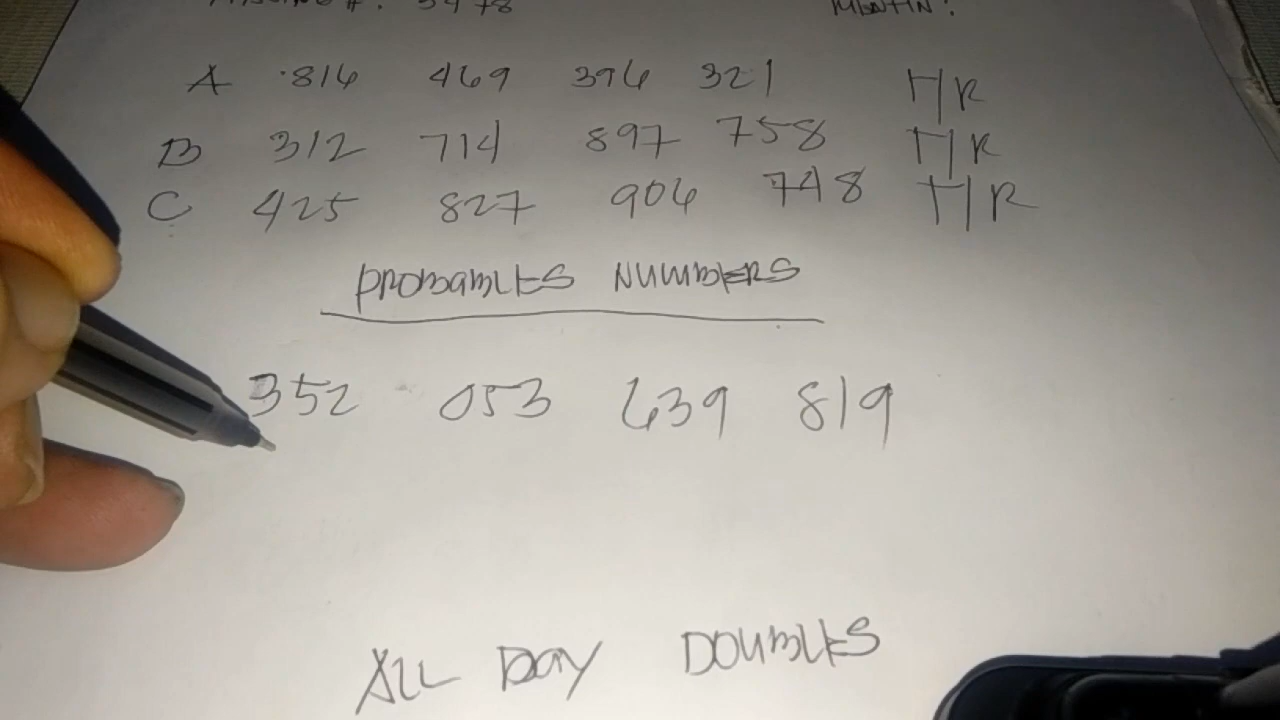 A 816 469 396 321 T/R
B 312 714 897 758 T/R
C 425 827 906 748 T/R
PROBABLES NUMBERS
352 053 639 819
ALL DAY DOUBLES